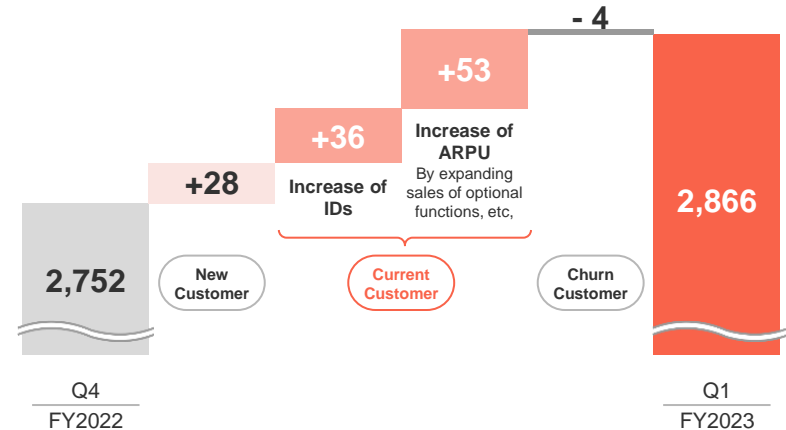 - 4
+53
+36
Increase of
ARPU
By expanding
sales of optional
functions, etc,
+28
Increase of
IDs
2,866
2,752
New
Customer
Current
Customer
Churn
Customer
Q4
FY2022
Q1
FY2023